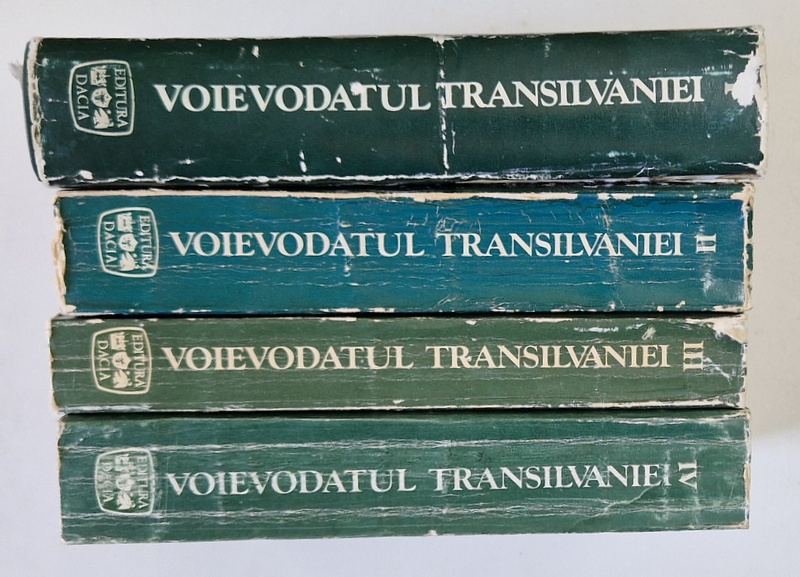 EDITURA DACIA
VOIEVODATUL TRANSILVANIEI I
EDITURA DACIA
VOIEVODATUL TRANSILVANIEI II
EDITURA DACIA
VOIEVODATUL TRANSILVANIEI III
EDITURA DACIA
VOIEVODATUL TRANSILVANIEI IV